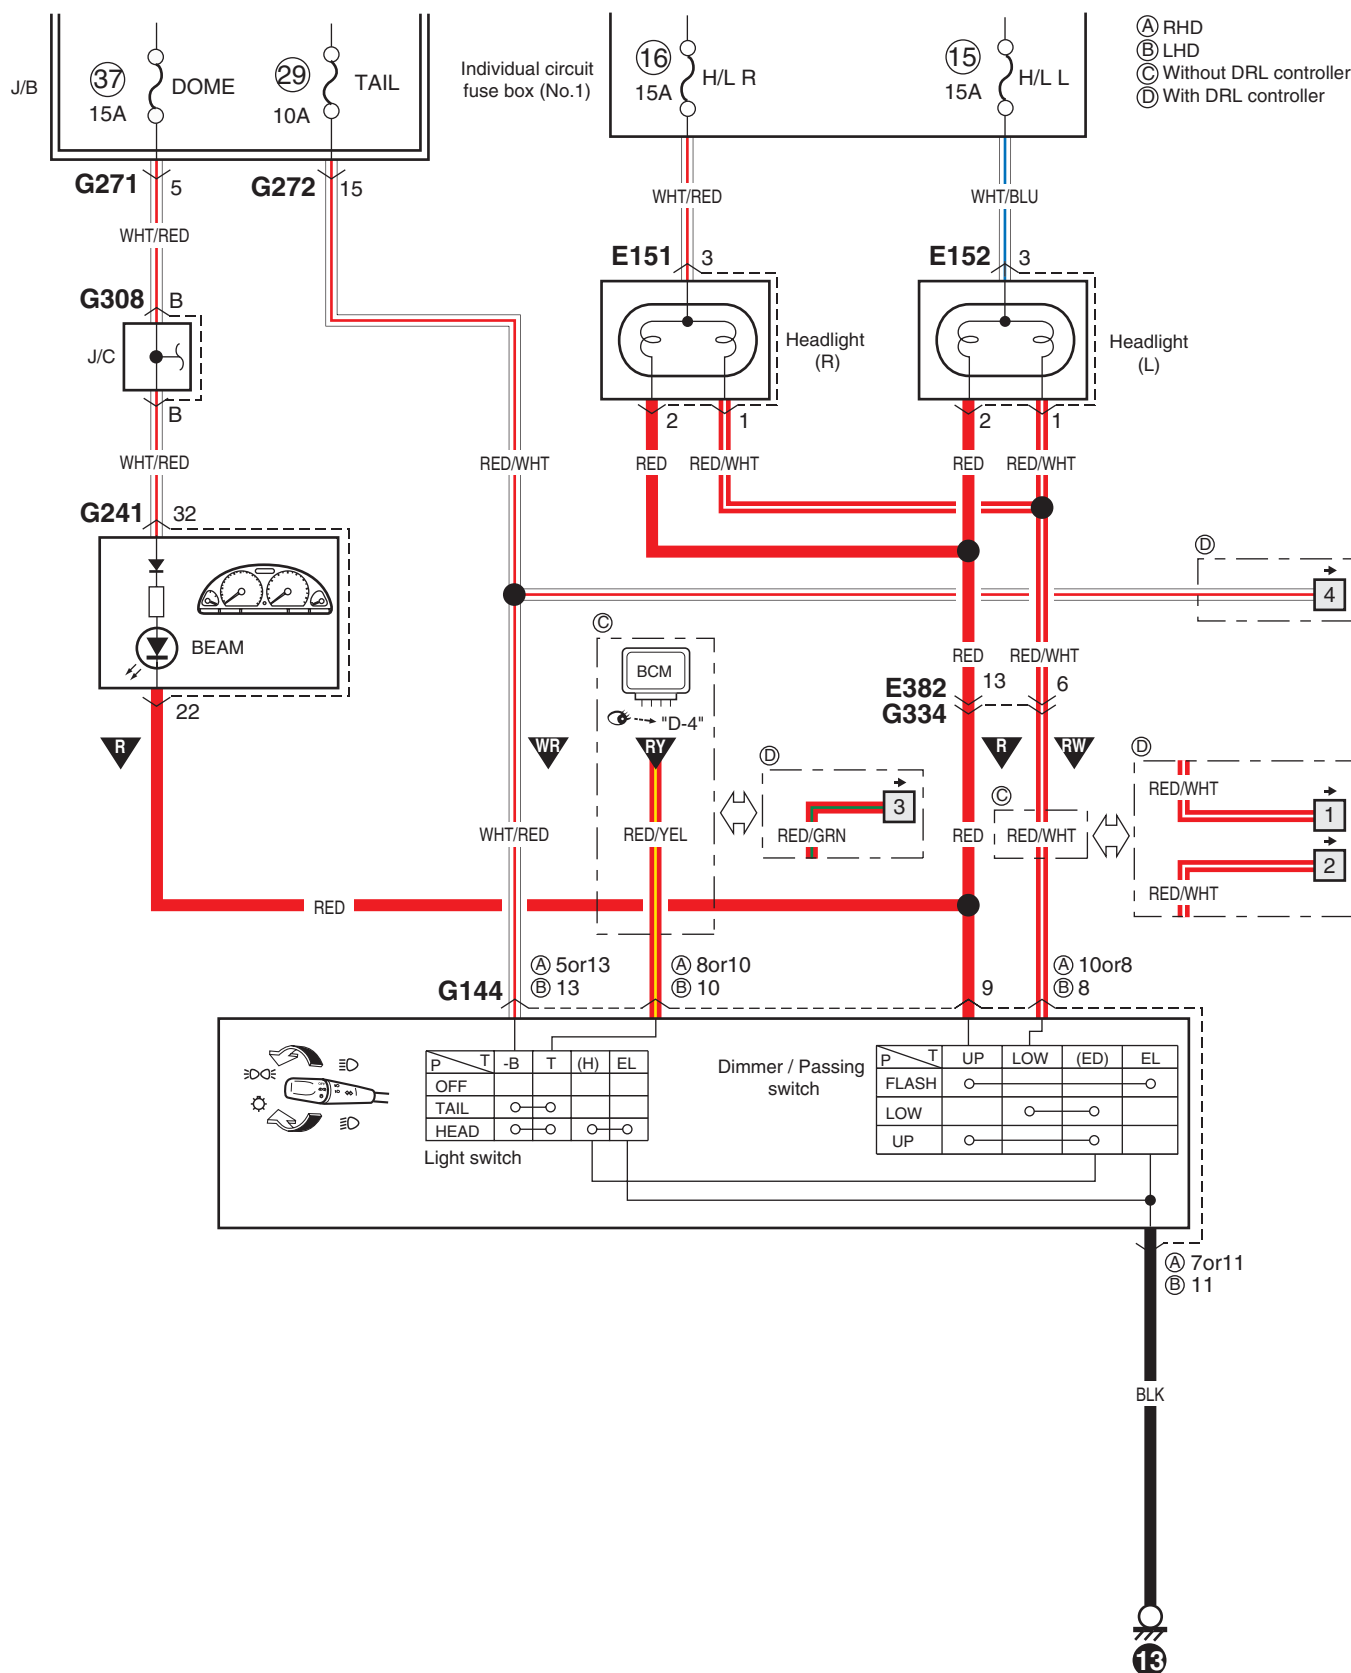 J/B
37
15A
DOME
29
10A
TAIL
Individual circuit
fuse box (No.1)
16
15A
H/L R
15
15A
H/L L
Ⓐ RHD
Ⓑ LHD
Ⓒ Without DRL controller
Ⓓ With DRL controller
G271
5
G272
15
WHT/RED
WHT/RED
WHT/BLU
E151
3
E152
3
G308
B
J/C
B
Headlight
(R)
Headlight
(L)
2
1
2
1
WHT/RED
RED/WHT
RED
RED/WHT
RED
RED/WHT
G241
32
BEAM
22
Ⓓ
4
Ⓒ
BCM
"D-4"
RED
RED/WHT
E382
13
6
G334
R
WR
RY
R
RW
Ⓓ
3
RED/GRN
Ⓒ
Ⓓ
RED/WHT
1
2
RED/WHT
WHT/RED
RED/YEL
RED
RED/WHT
RED
G144
Ⓐ 5or13
Ⓑ 13
Ⓐ 8or10
Ⓑ 10
9
Ⓐ 10or8
Ⓑ 8
P T -B T (H) EL
OFF
TAIL
HEAD
Light switch
Dimmer / Passing
switch
P T UP LOW (ED) EL
FLASH
LOW
UP
Ⓐ 7or11
Ⓑ 11
BLK
13